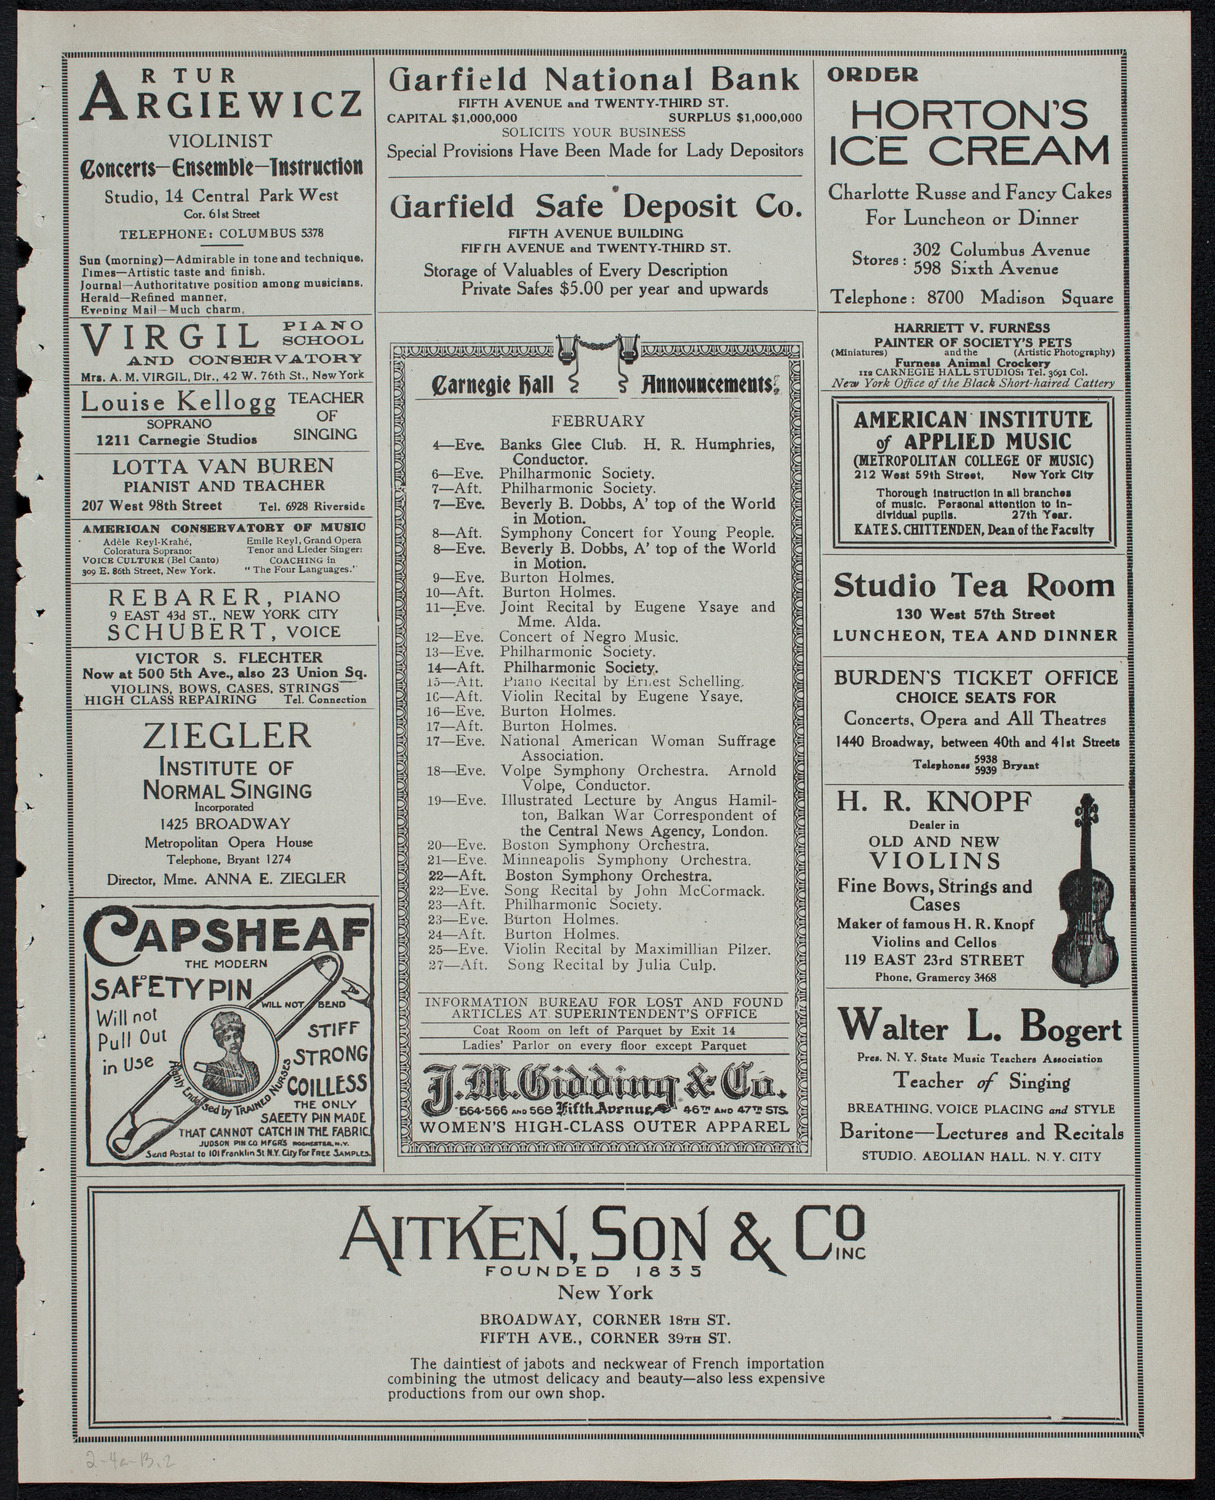 ARTUR
ARGIEWICZ
VIOLINIST
Concerts—Ensemble—Instruction
Studio, 14 Central Park West
Cor. 61st Street
TELEPHONE: COLUMBUS 5378
Sun (morning)—Admirable in tone and technique.
Times—Artistic taste and finish.
Journal—Authoritative position among musicians.
Herald—Refined manner.
Evening Mail—Much charm.
VIRGIL PIANO SCHOOL
AND CONSERVATORY
Mrs. A. M. VIRGIL, Dir., 42 W. 76th St., New York
Louise Kellogg TEACHER
SOPRANO OF
1211 Carnegie Studios SINGING
LOTTA VAN BUREN
PIANIST AND TEACHER
207 West 98th Street Tel. 6928 Riverside
AMERICAN CONSERVATORY OF MUSIC
Adèle Reyl-Krahé, Emile Reyl, Grand Opera
Coloratura Soprano: Tenor and Lieder Singer:
VOICE CULTURE (Bel Canto) COACHING in
309 E. 86th Street, New York. "The Four Languages."
REBARER, PIANO
9 EAST 43d ST., NEW YORK CITY
SCHUBERT, VOICE
VICTOR S. FLECHTER
Now at 500 5th Ave., also 23 Union Sq.
VIOLINS, BOWS, CASES, STRINGS
HIGH CLASS REPAIRING Tel. Connection
ZIEGLER
INSTITUTE OF
NORMAL SINGING
Incorporated
1425 BROADWAY
Metropolitan Opera House
Telephone, Bryant 1274
Director, Mme. ANNA E. ZIEGLER
CAPSHEAF
THE MODERN
SAFETY PIN
WILL NOT BEND
Will not
Pull Out
in Use
STIFF
STRONG
COILLESS
Highly Endorsed by TRAINED NURSES
THE ONLY
SAFETY PIN MADE
THAT CANNOT CATCH IN THE FABRIC.
JUDSON PIN CO MFGRS ROCHESTER, N.Y.
Send Postal to 101 Franklin St N.Y. City For FREE SAMPLES.
Garfield National Bank
FIFTH AVENUE and TWENTY-THIRD ST.
CAPITAL $1,000,000 SURPLUS $1,000,000
SOLICITS YOUR BUSINESS
Special Provisions Have Been Made for Lady Depositors
Garfield Safe Deposit Co.
FIFTH AVENUE BUILDING
FIFTH AVENUE and TWENTY-THIRD ST.
Storage of Valuables of Every Description
Private Safes $5.00 per year and upwards
Carnegie Hall Announcements
FEBRUARY
4—Eve. Banks Glee Club. H. R. Humphries,
Conductor.
6—Eve. Philharmonic Society.
7—Aft. Philharmonic Society.
7—Eve. Beverly B. Dobbs, A' top of the World
in Motion.
8—Aft. Symphony Concert for Young People.
8—Eve. Beverly B. Dobbs, A' top of the World
in Motion.
9—Eve. Burton Holmes.
10—Aft. Burton Holmes.
11—Eve. Joint Recital by Eugene Ysaye and
Mme. Alda.
12—Eve. Concert of Negro Music.
13—Eve. Philharmonic Society.
14—Aft. Philharmonic Society.
15—Aft. Piano Recital by Ernest Schelling.
16—Aft. Violin Recital by Eugene Ysaye.
16—Eve. Burton Holmes.
17—Aft. Burton Holmes.
17—Eve. National American Woman Suffrage
Association.
18—Eve. Volpe Symphony Orchestra. Arnold
Volpe, Conductor.
19—Eve. Illustrated Lecture by Angus Hamil-
ton, Balkan War Correspondent of
the Central News Agency, London.
20—Eve. Boston Symphony Orchestra.
21—Eve. Minneapolis Symphony Orchestra.
22—Aft. Boston Symphony Orchestra.
22—Eve. Song Recital by John McCormack.
23—Aft. Philharmonic Society.
23—Eve. Burton Holmes.
24—Aft. Burton Holmes.
25—Eve. Violin Recital by Maximillian Pilzer.
27—Aft. Song Recital by Julia Culp.
INFORMATION BUREAU FOR LOST AND FOUND
ARTICLES AT SUPERINTENDENT'S OFFICE
Coat Room on left of Parquet by Exit 14
Ladies' Parlor on every floor except Parquet
J. M. Gidding & Co.
564-566 AND 568 Fifth Avenue 46TH AND 47TH STS.
WOMEN'S HIGH-CLASS OUTER APPAREL
ORDER
HORTON'S
ICE CREAM
Charlotte Russe and Fancy Cakes
For Luncheon or Dinner
Stores: 302 Columbus Avenue
598 Sixth Avenue
Telephone: 8700 Madison Square
HARRIETT V. FURNESS
PAINTER OF SOCIETY'S PETS
(Miniatures) and the (Artistic Photography)
Furness Animal Crockery
112 CARNEGIE HALL STUDIOS: Tel. 3691 Col.
New York Office of the Black Short-haired Cattery
AMERICAN INSTITUTE
of APPLIED MUSIC
(METROPOLITAN COLLEGE OF MUSIC)
212 West 59th Street, New York City
Thorough instruction in all branches
of music. Personal attention to in-
dividual pupils. 27th Year.
KATE S. CHITTENDEN, Dean of the Faculty
Studio Tea Room
130 West 57th Street
LUNCHEON, TEA AND DINNER
BURDEN'S TICKET OFFICE
CHOICE SEATS FOR
Concerts, Opera and All Theatres
1440 Broadway, between 40th and 41st Streets
Telephones 5938 5939 Bryant
H. R. KNOPF
Dealer in
OLD AND NEW
VIOLINS
Fine Bows, Strings and
Cases
Maker of famous H. R. Knopf
Violins and Cellos
119 EAST 23rd STREET
Phone, Gramercy 3468
Walter L. Bogert
Pres. N. Y. State Music Teachers Association
Teacher of Singing
BREATHING, VOICE PLACING and STYLE
Baritone—Lectures and Recitals
STUDIO. AEOLIAN HALL. N. Y. CITY
AITKEN, SON & CO INC
FOUNDED 1835
New York
BROADWAY, CORNER 18TH ST.
FIFTH AVE., CORNER 39TH ST.
The daintiest of jabots and neckwear of French importation
combining the utmost delicacy and beauty—also less expensive
productions from our own shop.
2-4a-13.2